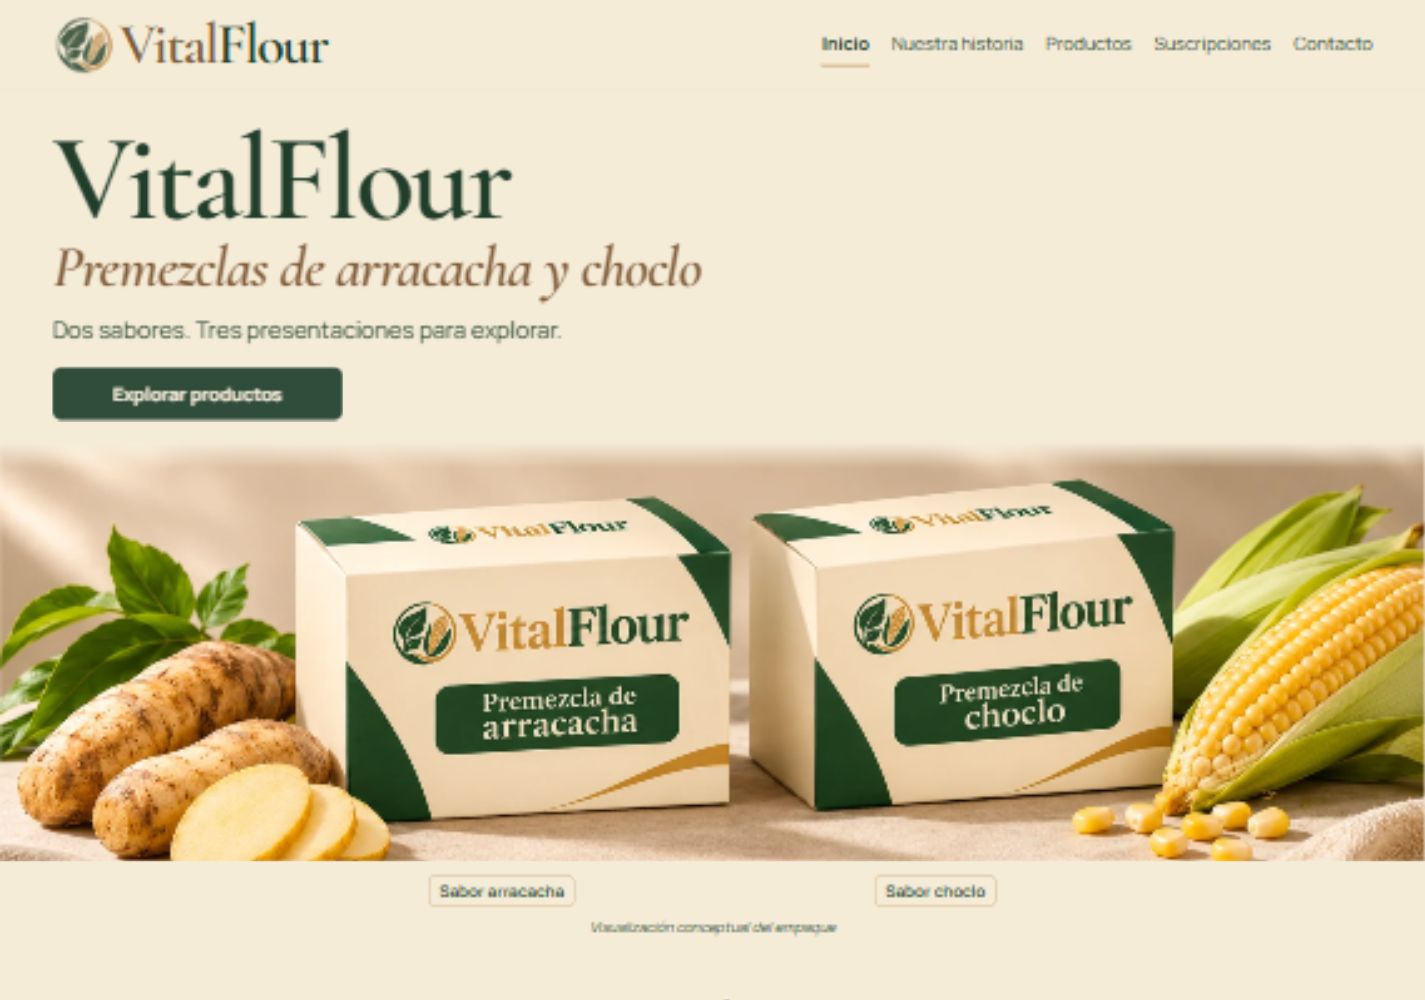 VitalFlour
Inicio Nuestra historia Productos Suscripciones Contacto
VitalFlour
Premezclas de arracacha y choclo
Dos sabores. Tres presentaciones para explorar.
Explorar productos
VitalFlour
VitalFlour
Premezcla de
arracacha
VitalFlour
VitalFlour
Premezcla de
choclo
Sabor arracacha
Sabor choclo
Visualización conceptual del empaque